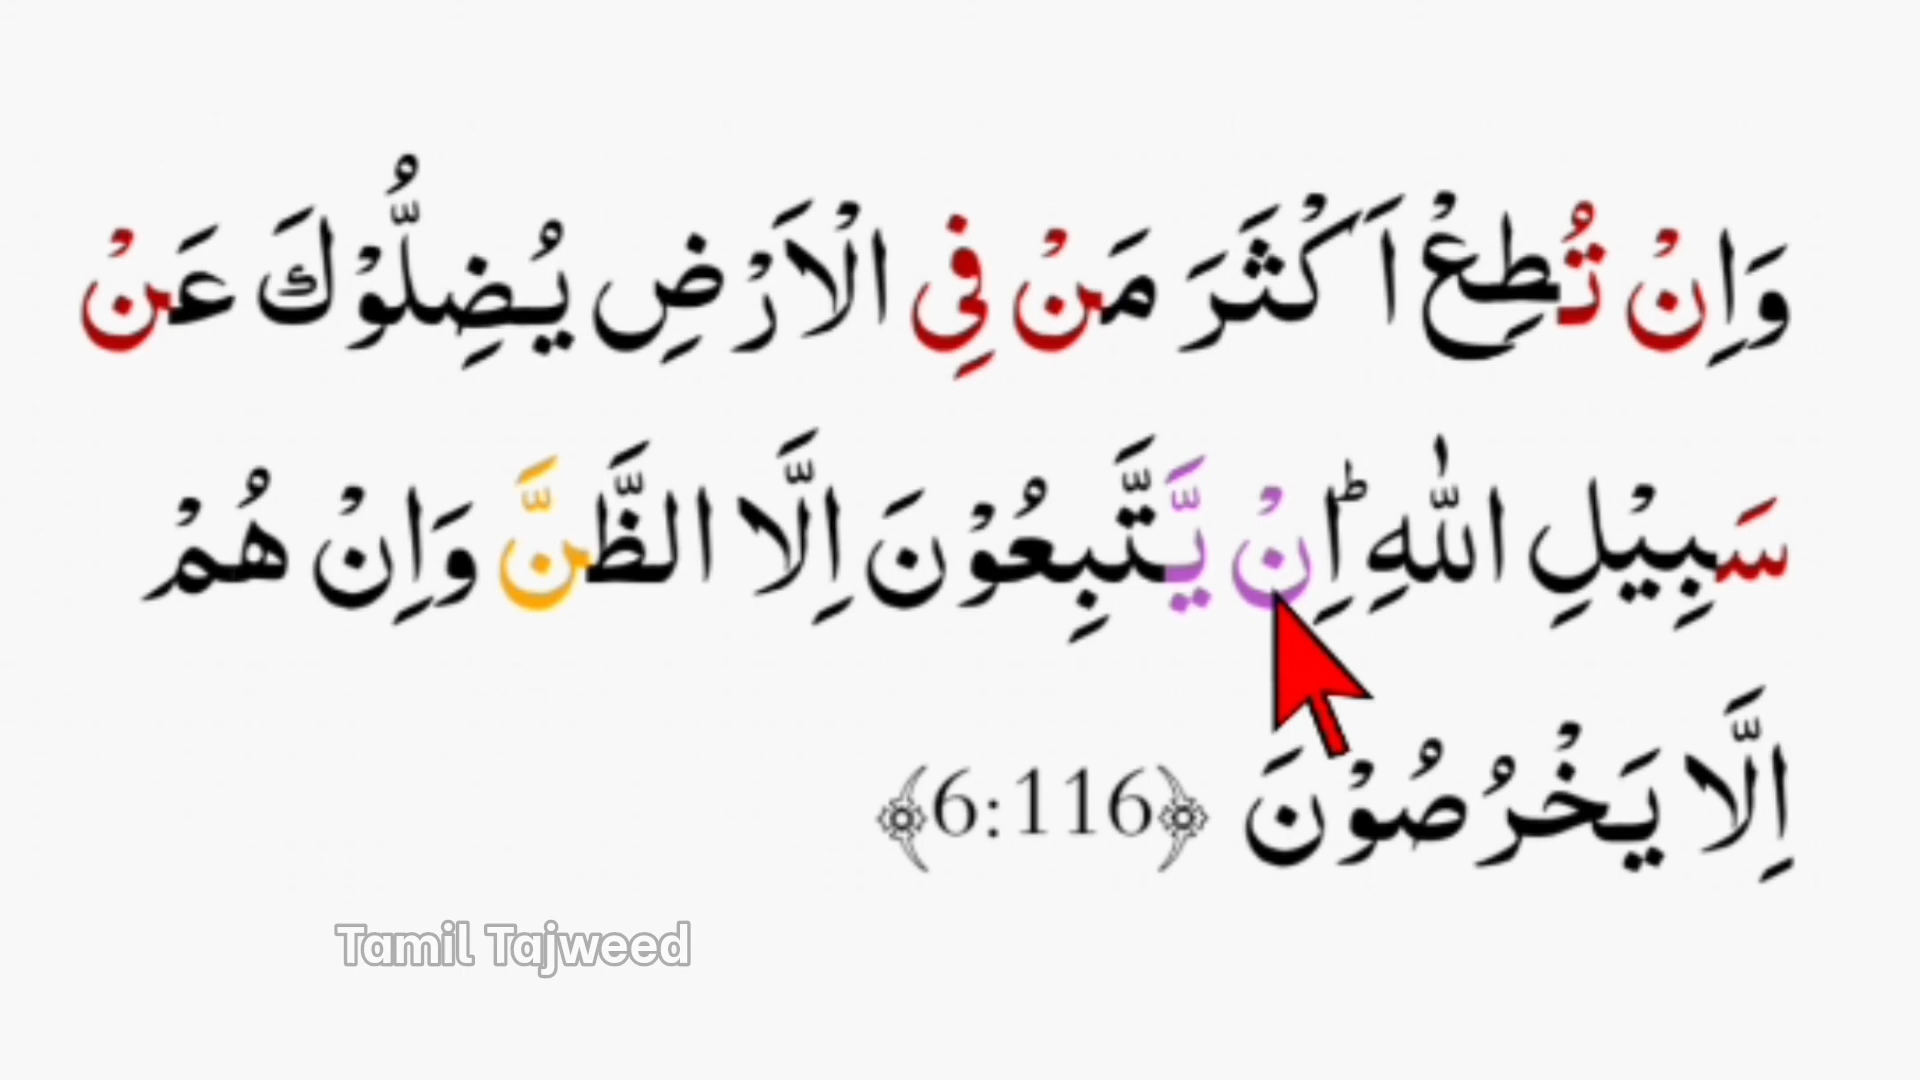 وَاِنْ تُطِعْ اَكْثَرَ مَنْ فِى الْاَرْضِ يُضِلُّوْكَ عَنْ
سَبِيْلِ اللّٰهِ ؕ اِنْ يَّتَّبِعُوْنَ اِلَّا الظَّنَّ وَاِنْ هُمْ
اِلَّا يَخْرُصُوْنَ ﴿6:116﴾
Tamil Tajweed